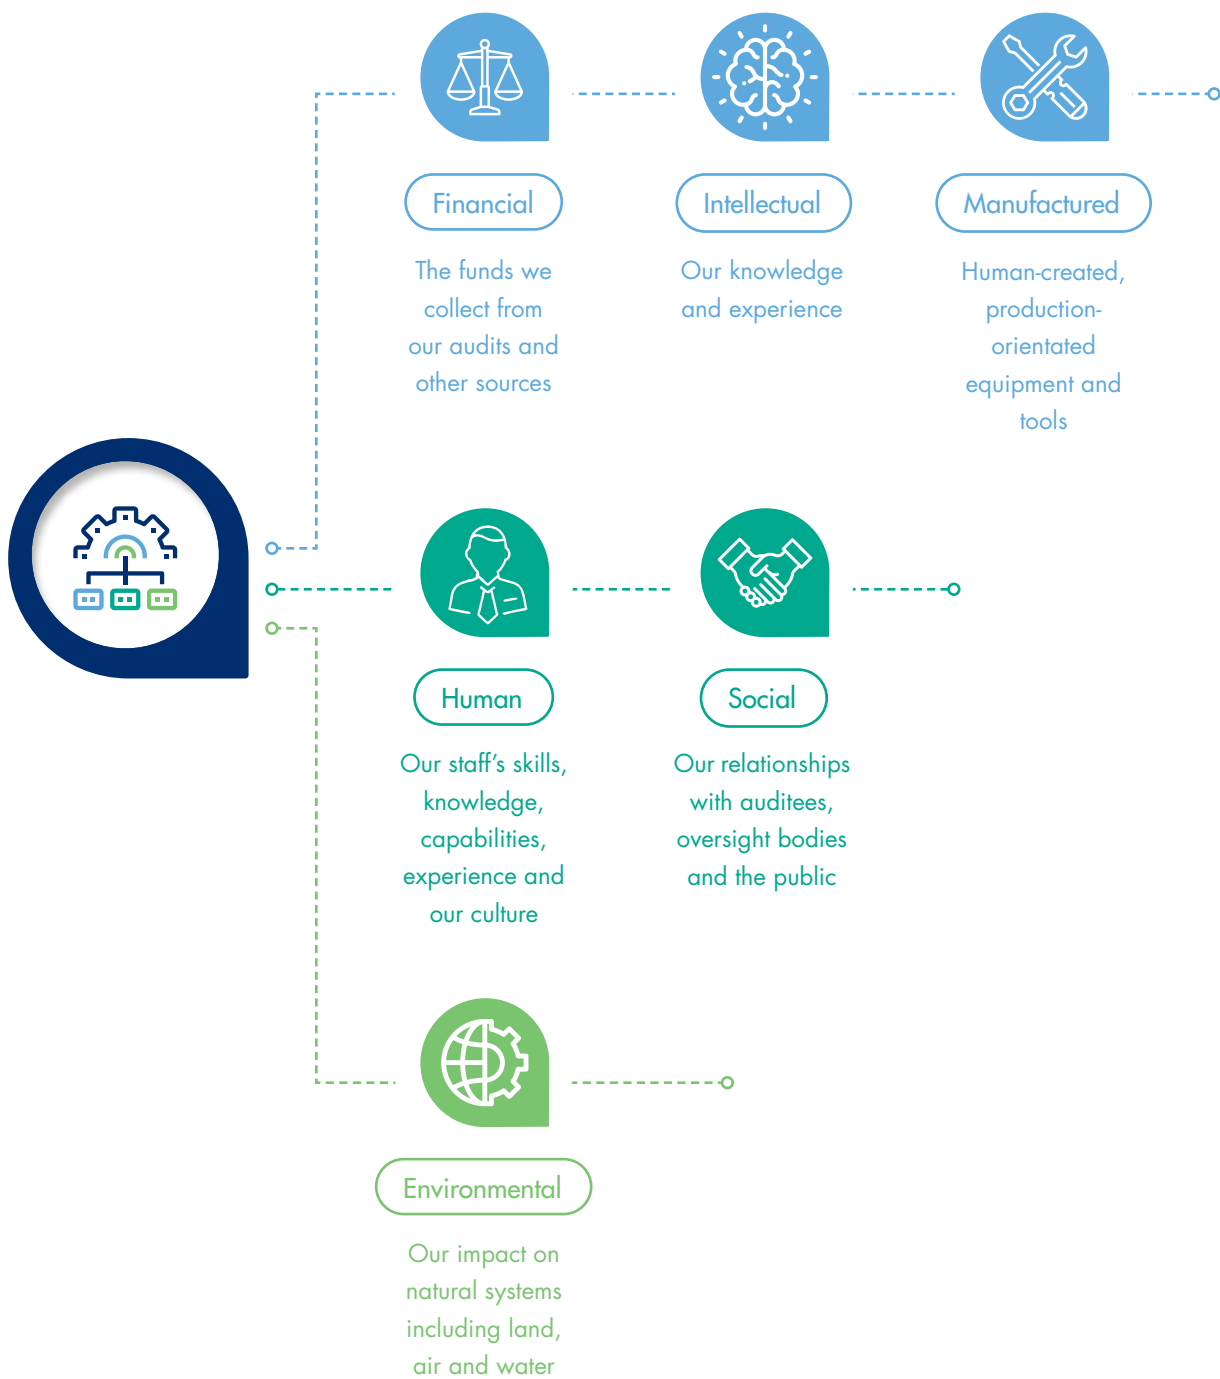 Financial
The funds we
collect from
our audits and
other sources
Intellectual
Our knowledge
and experience
Manufactured
Human-created,
production-
orientated
equipment and
tools
Human
Our staff’s skills,
knowledge,
capabilities,
experience and
our culture
Social
Our relationships
with auditees,
oversight bodies
and the public
Environmental
Our impact on
natural systems
including land,
air and water